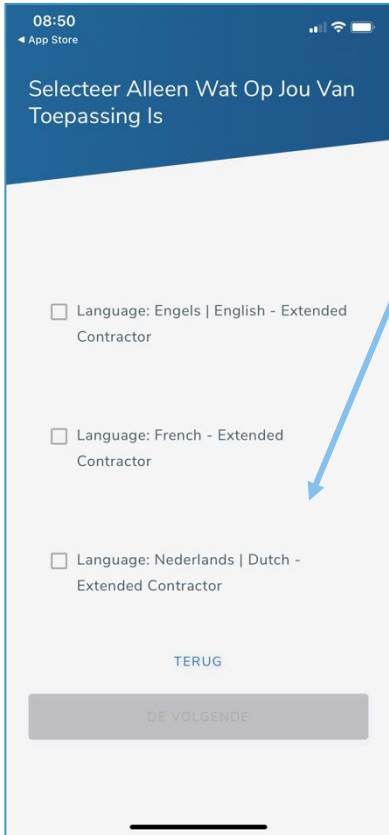 08:50
◀ App Store
Selecteer Alleen Wat Op Jou Van
Toepassing Is
Language: Engels | English - Extended
Contractor
Language: French - Extended
Contractor
Language: Nederlands | Dutch -
Extended Contractor
TERUG
DE VOLGENDE